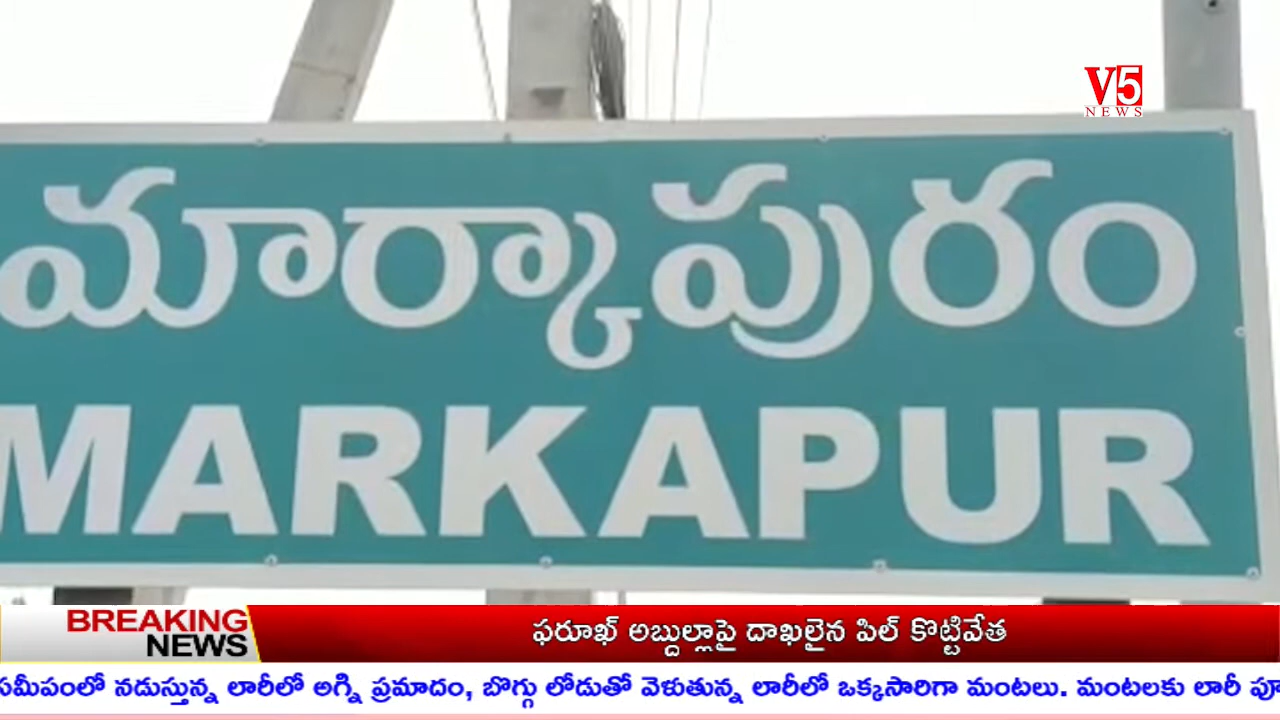 V5
NEWS
మార్కాపురం
MARKAPUR
BREAKING
NEWS
ఫరూఖ్ అబ్దుల్లాపై దాఖలైన పిల్ కొట్టివేత
సమీపంలో నడుస్తున్న లారీలో అగ్ని ప్రమాదం, బొగ్గు లోడుతో వెళుతున్న లారీలో ఒక్కసారిగా మంటలు. మంటలకు లారీ